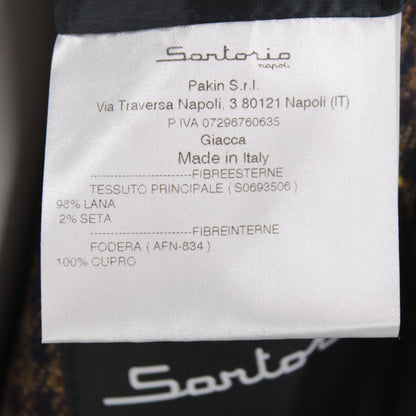 Sartorio
napoli
Pakin S.r.l.
Via Traversa Napoli, 3 80121 Napoli (IT)
P.IVA 07296760635
Giacca
Made in Italy
--------------------------FIBREESTERNE
TESSUTO PRINCIPALE ( S0693506 )
98% LANA
2% SETA
--------------------------FIBREINTERNE
FODERA ( AFN-834 )
100% CUPRO
Sartorio